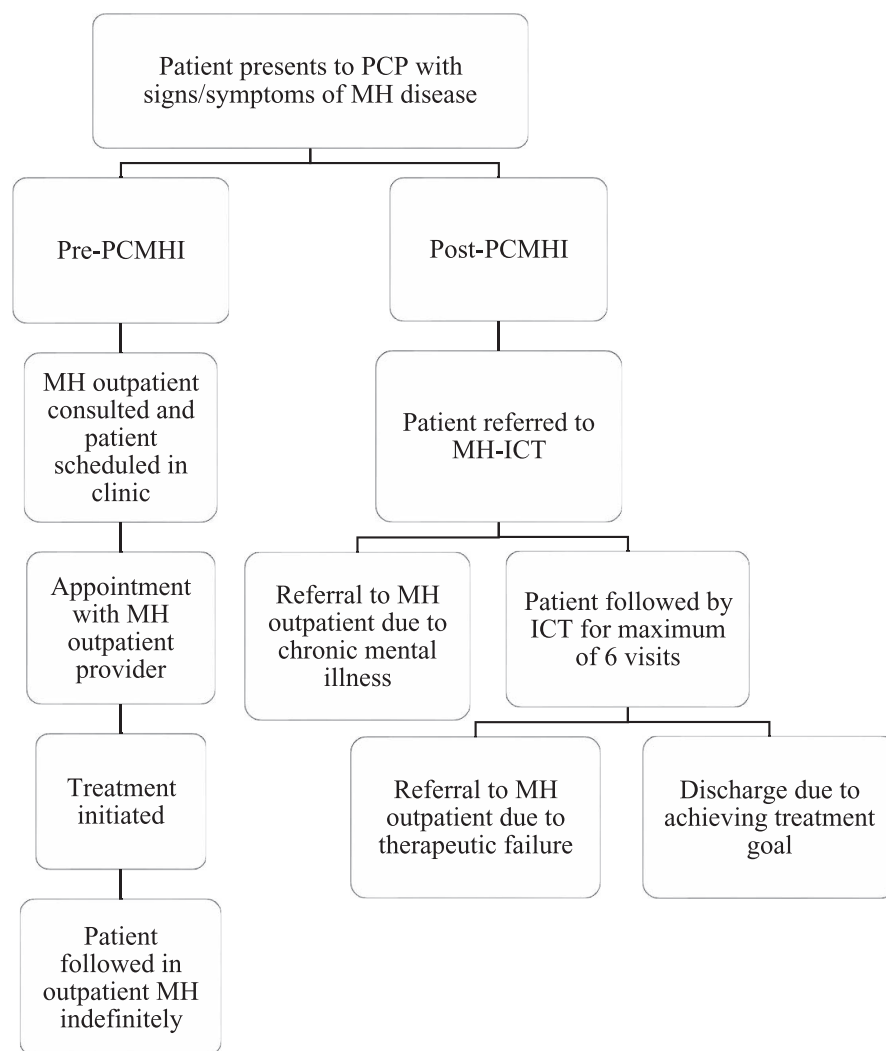 Patient presents to PCP with
signs/symptoms of MH disease
Pre-PCMHI
MH outpatient
consulted and
patient
scheduled in
clinic
Appointment
with MH
outpatient
provider
Treatment
initiated
Patient
followed in
outpatient MH
indefinitely
Post-PCMHI
Patient referred to
MH-ICT
Referral to MH
outpatient due to
chronic mental
illness
Patient followed by
ICT for maximum
of 6 visits
Referral to MH
outpatient due to
therapeutic failure
Discharge due to
achieving treatment
goal